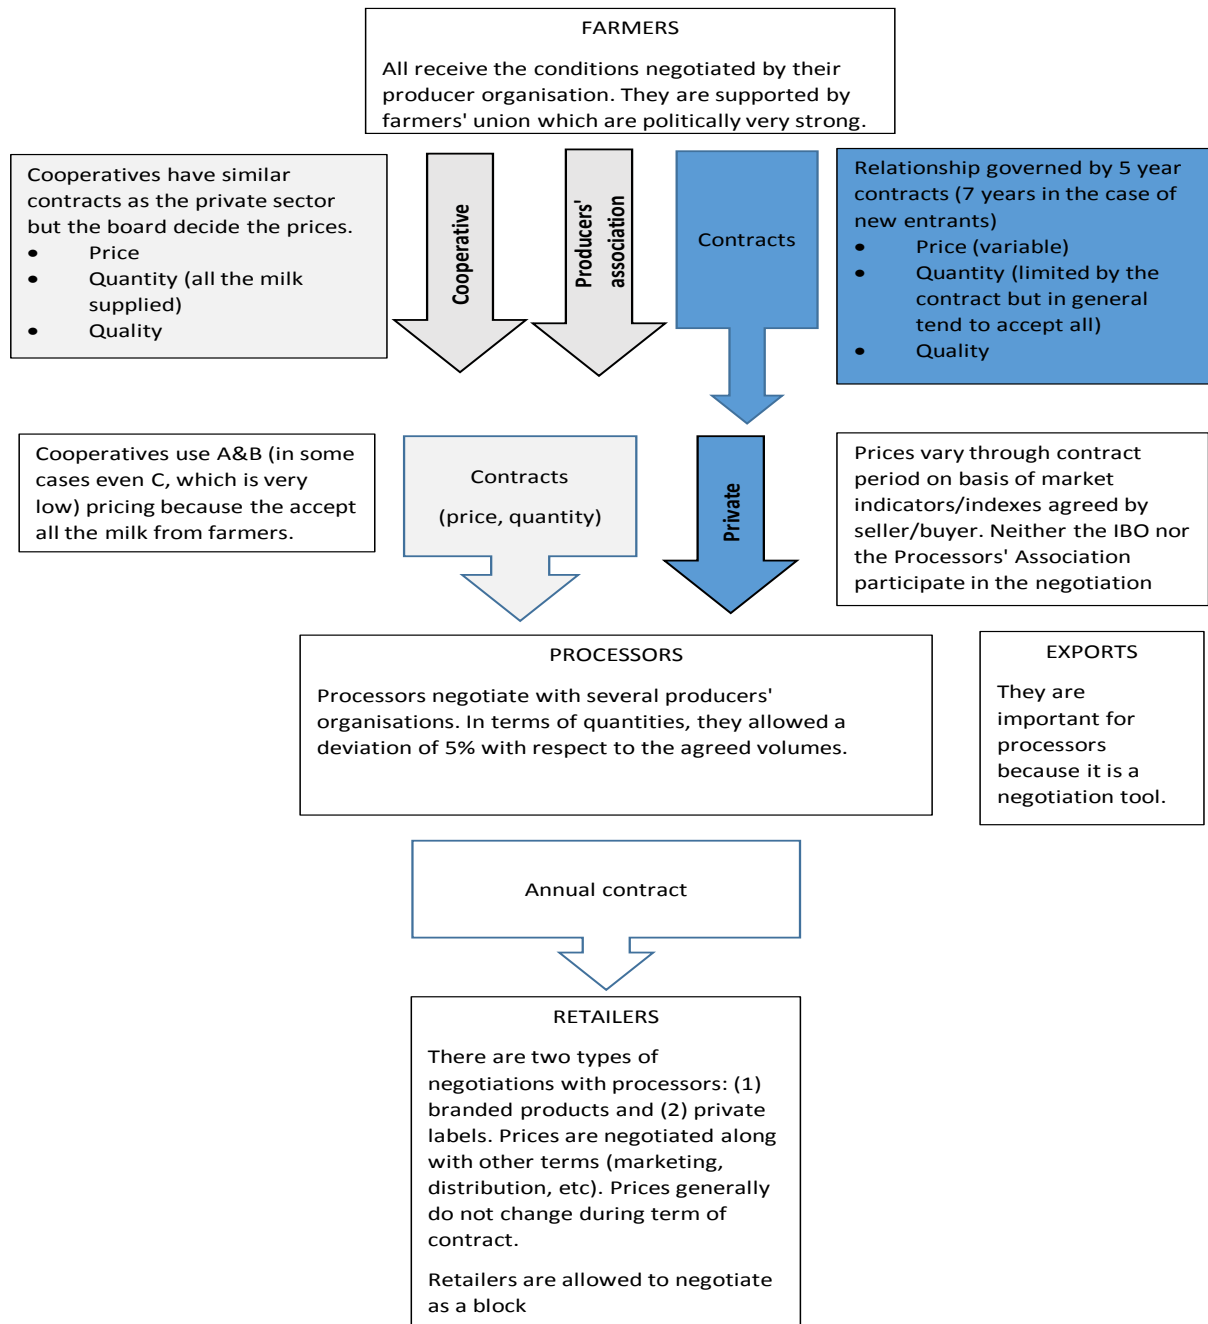 FARMERS
All receive the conditions negotiated by their
producer organisation. They are supported by
farmers' union which are politically very strong.
Cooperatives have similar
contracts as the private sector
but the board decide the prices.
• Price
• Quantity (all the milk
supplied)
• Quality
Cooperative
Producers'
association
Contracts
Relationship governed by 5 year
contracts (7 years in the case of
new entrants)
• Price (variable)
• Quantity (limited by the
contract but in general
tend to accept all)
• Quality
Cooperatives use A&B (in some
cases even C, which is very
low) pricing because the accept
all the milk from farmers.
Contracts
(price, quantity)
Private
Prices vary through contract
period on basis of market
indicators/indexes agreed by
seller/buyer. Neither the IBO nor
the Processors' Association
participate in the negotiation
PROCESSORS
Processors negotiate with several producers'
organisations. In terms of quantities, they allowed a
deviation of 5% with respect to the agreed volumes.
EXPORTS
They are
important for
processors
because it is a
negotiation tool.
Annual contract
RETAILERS
There are two types of
negotiations with processors: (1)
branded products and (2) private
labels. Prices are negotiated along
with other terms (marketing,
distribution, etc). Prices generally
do not change during term of
contract.
Retailers are allowed to negotiate
as a block